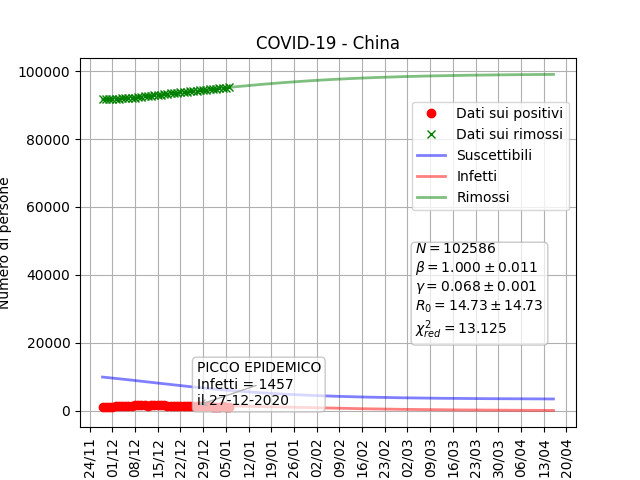 COVID-19 - China
Numero di persone
100000
80000
60000
40000
20000
0
Dati sui positivi
Dati sui rimossi
Suscettibili
Infetti
Rimossi
N = 102586
β = 1.000 ± 0.011
γ = 0.068 ± 0.001
R₀ = 14.73 ± 14.73
χ²_red = 13.125
PICCO EPIDEMICO
Infetti = 1457
il 27-12-2020
24/11
01/12
08/12
15/12
22/12
29/12
05/01
12/01
19/01
26/01
02/02
09/02
16/02
23/02
02/03
09/03
16/03
23/03
30/03
06/04
13/04
20/04